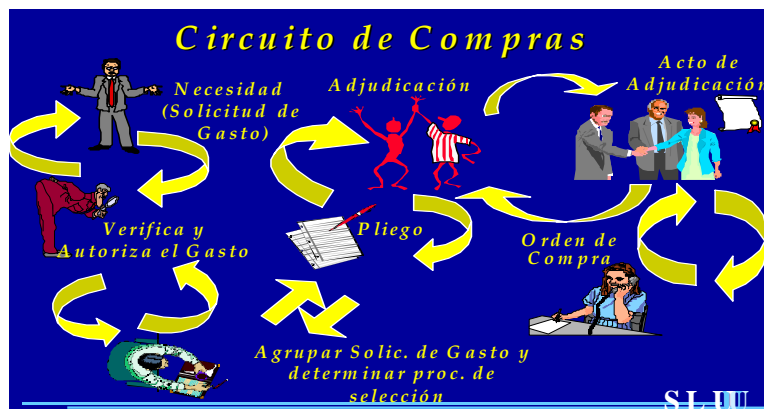 Circuito de Compras
Necesidad
(Solicitud de
Gasto)
Adjudicación
Acto de
Adjudicación
Verifica y
Autoriza el Gasto
Pliego
Orden de
Compra
Agrupar Solic. de Gasto y
determinar proc. de
selección